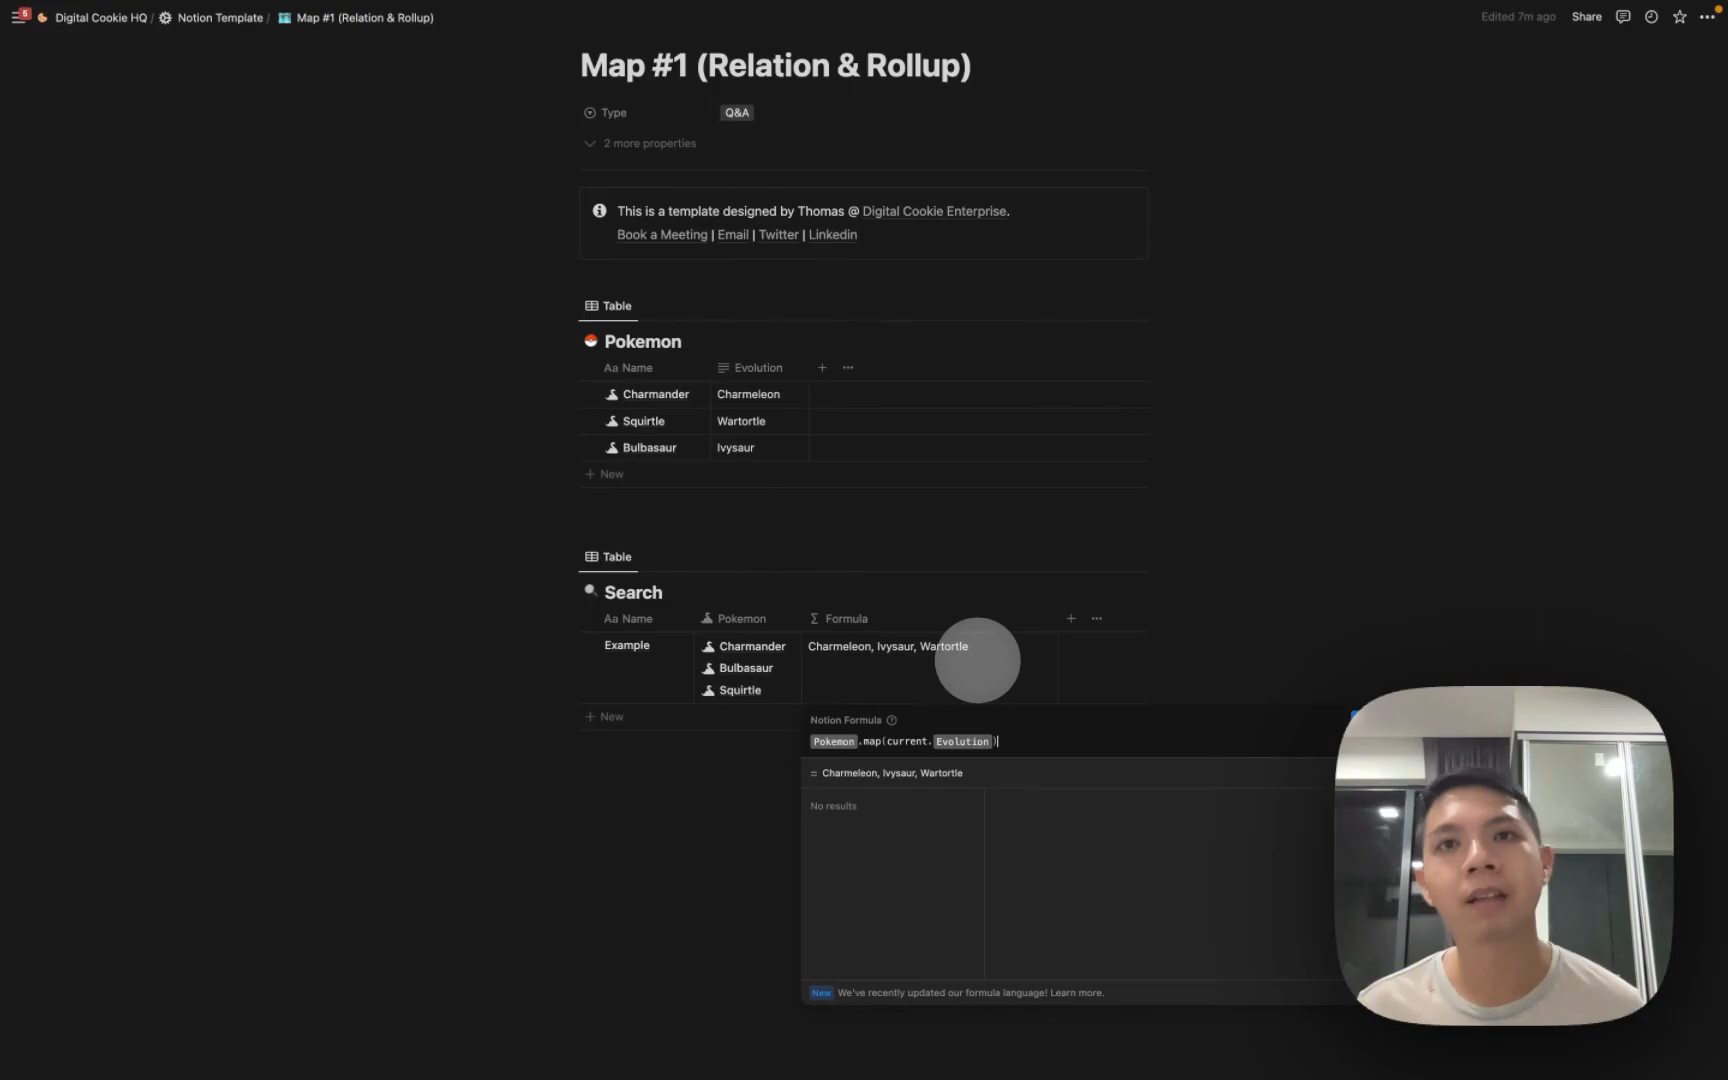 5 Digital Cookie HQ / Notion Template / Map #1 (Relation & Rollup)
Edited 7m ago Share
Map #1 (Relation & Rollup)
Type Q&A
2 more properties
This is a template designed by Thomas @ Digital Cookie Enterprise.
Book a Meeting | Email | Twitter | Linkedin
Table
Pokemon
Aa Name Evolution
Charmander Charmeleon
Squirtle Wartortle
Bulbasaur Ivysaur
+ New
Table
Search
Aa Name Pokemon Σ Formula
Example Charmander Charmeleon, Ivysaur, Wartortle
Bulbasaur
Squirtle
+ New
Notion Formula
Pokemon.map(current.Evolution)
= Charmeleon, Ivysaur, Wartortle
No results
New We've recently updated our formula language! Learn more.